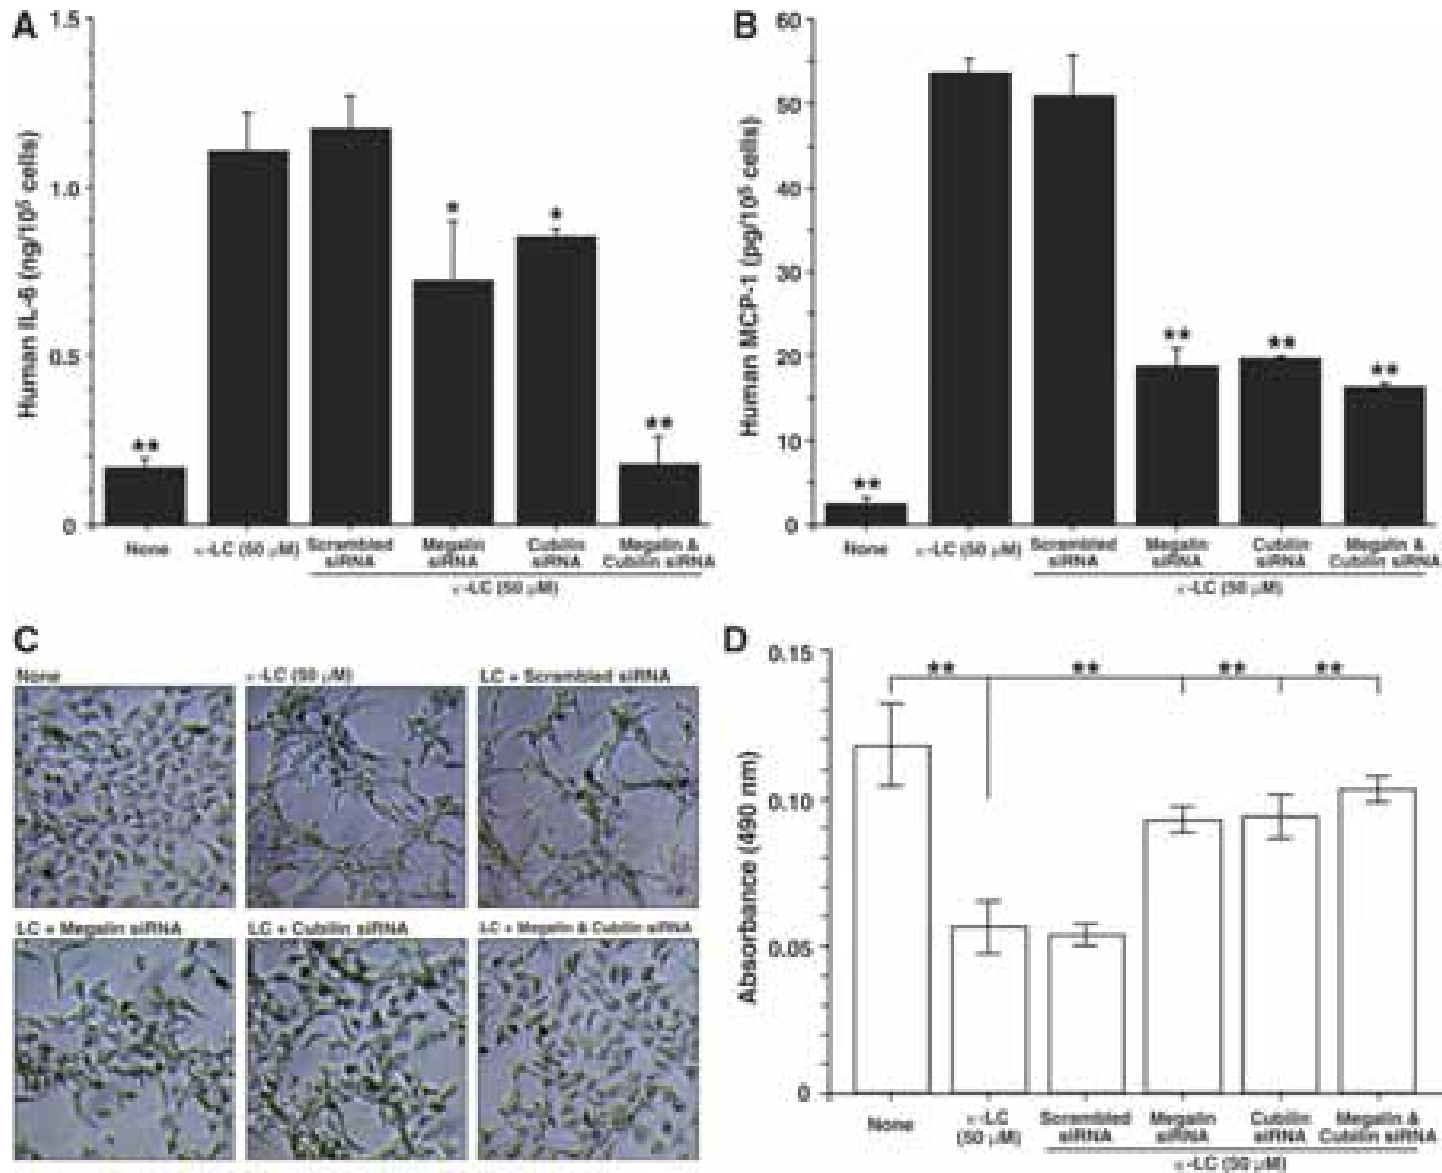 A
1.5
1.0
0.5
0
Human IL-6 (ng/10⁵ cells)
**
*
*
**
None
κ-LC (50 μM)
Scrambled siRNA
Megalin siRNA
Cubilin siRNA
Megalin & Cubilin siRNA
κ-LC (50 μM)
B
60
50
40
30
20
10
0
Human MCP-1 (pg/10⁵ cells)
**
**
**
**
None
κ-LC (50 μM)
Scrambled siRNA
Megalin siRNA
Cubilin siRNA
Megalin & Cubilin siRNA
κ-LC (50 μM)
C
None
κ-LC (50 μM)
LC + Scrambled siRNA
LC + Megalin siRNA
LC + Cubilin siRNA
LC + Megalin & Cubilin siRNA
D
0.15
0.10
0.05
0
Absorbance (490 nm)
**
**
**
**
None
κ-LC (50 μM)
Scrambled siRNA
Megalin siRNA
Cubilin siRNA
Megalin & Cubilin siRNA
κ-LC (50 μM)